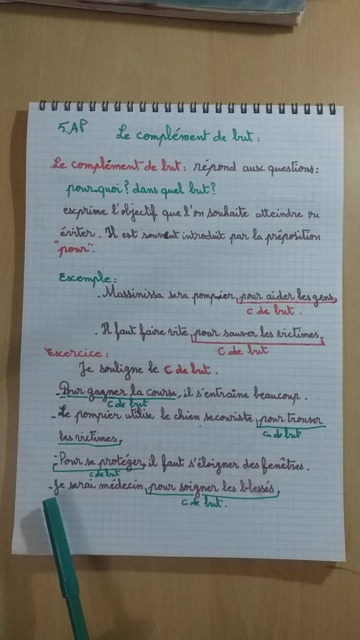 5AP Le complément de but :
Le complément de but : répond aux questions :
pourquoi ? dans quel but ?
exprime l'objectif que l'on souhaite atteindre ou
éviter. Il est souvent introduit par la préposition
"pour".
Exemple :
. Massinissa sera pompier, pour aider les gens,
C de but.
. Il faut faire vite, pour sauver les victimes,
C de but
Exercice :
Je souligne le C de but.
- Pour gagner la course, il s'entraîne beaucoup.
C de but
- Le pompier utilise le chien secouriste, pour trouver
C de but
les victimes,
- Pour se protéger, il faut s'éloigner des fenêtres.
C de but
- Je serai médecin, pour soigner les blessés,
C de but.